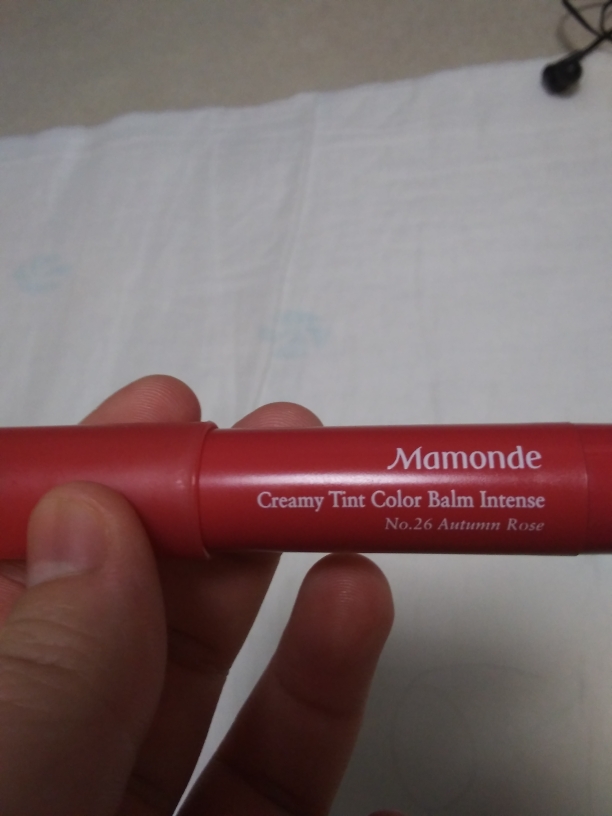 Mamonde
Creamy Tint Color Balm Intense
No.26 Autumn Rose